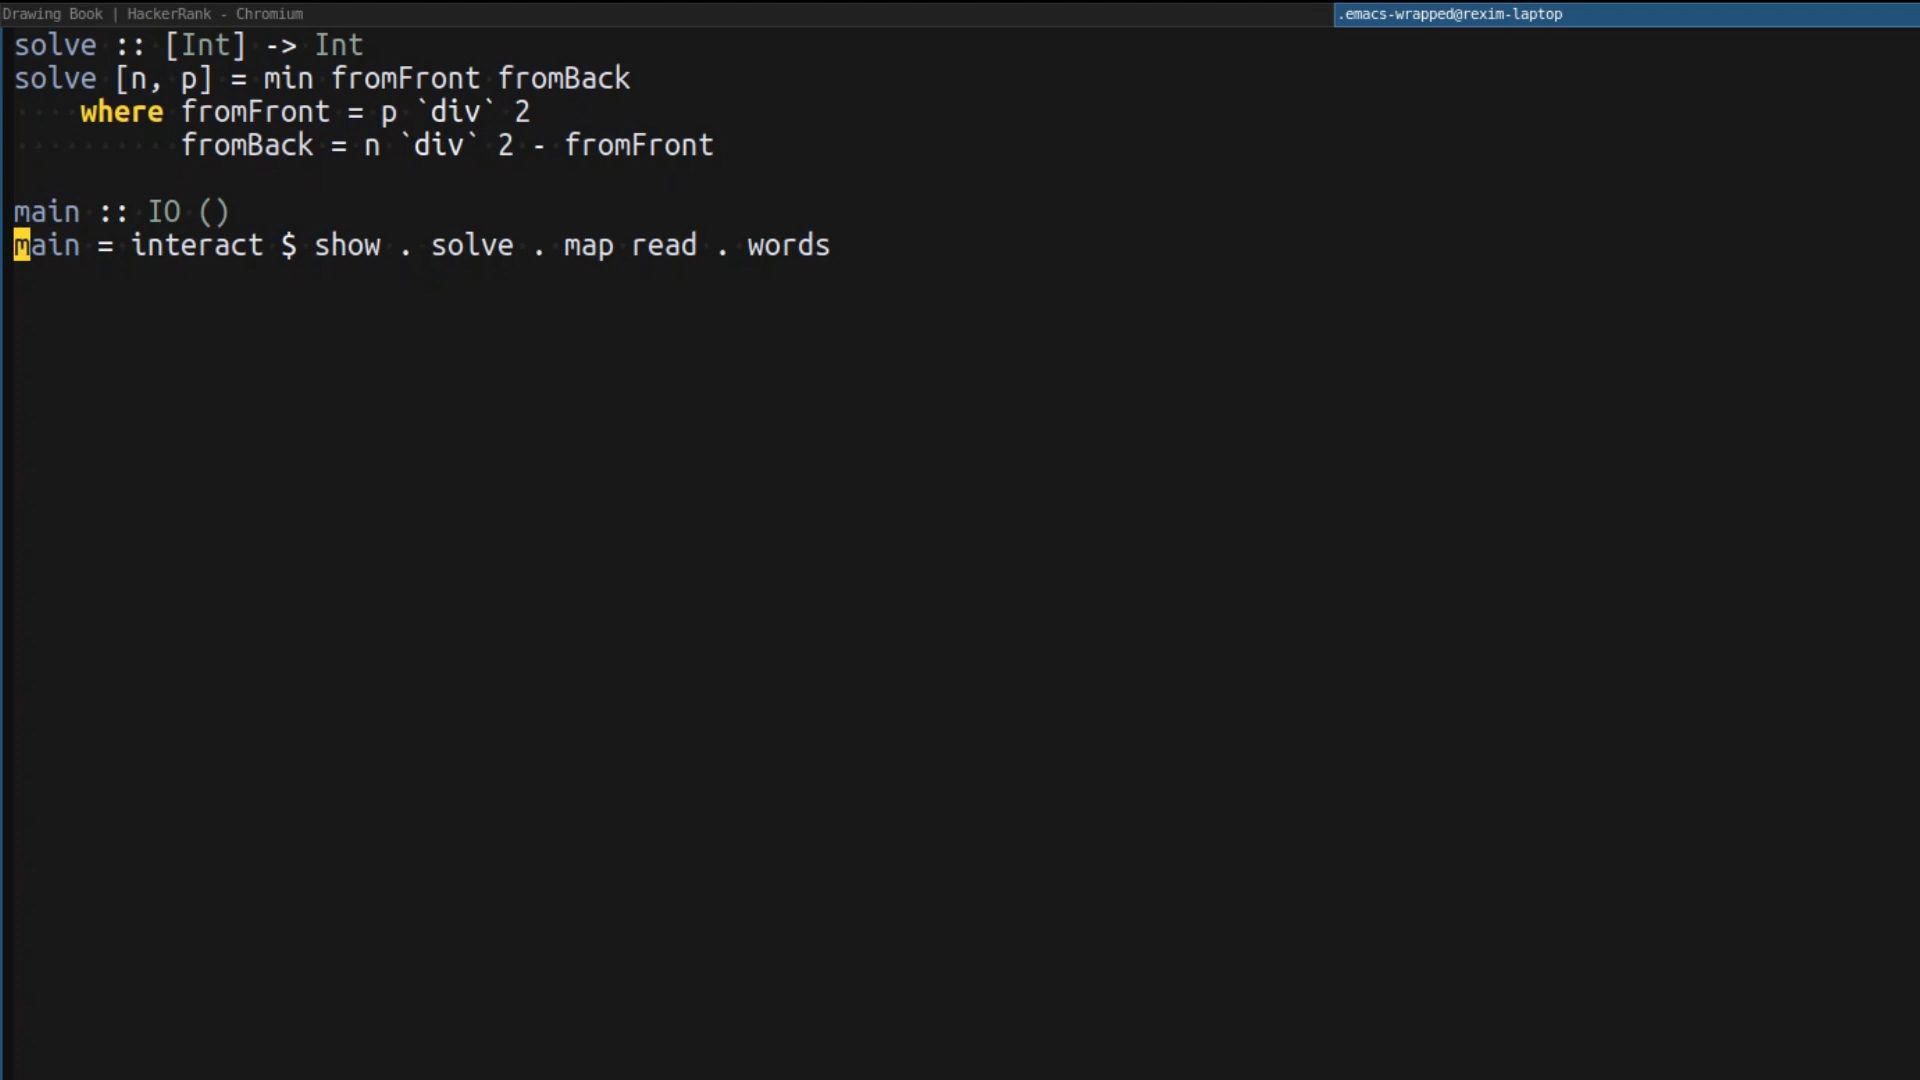 Drawing Book | HackerRank - Chromium
.emacs-wrapped@rexim-laptop
solve :: [Int] -> Int
solve [n, p] = min fromFront fromBack
    where fromFront = p `div` 2
          fromBack = n `div` 2 - fromFront

main :: IO ()
main = interact $ show . solve . map read . words